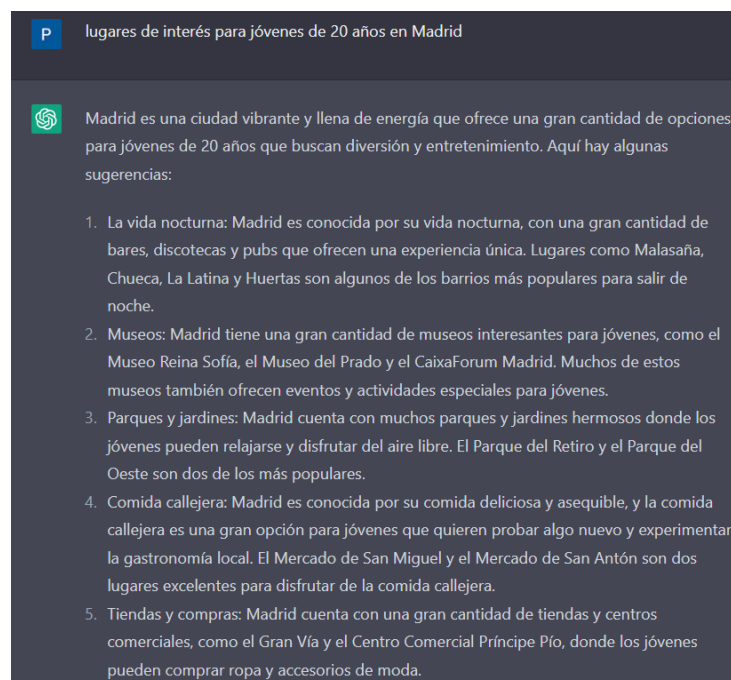 P
lugares de interés para jóvenes de 20 años en Madrid
Madrid es una ciudad vibrante y llena de energía que ofrece una gran cantidad de opciones
para jóvenes de 20 años que buscan diversión y entretenimiento. Aquí hay algunas
sugerencias:
1. La vida nocturna: Madrid es conocida por su vida nocturna, con una gran cantidad de
bares, discotecas y pubs que ofrecen una experiencia única. Lugares como Malasaña,
Chueca, La Latina y Huertas son algunos de los barrios más populares para salir de
noche.
2. Museos: Madrid tiene una gran cantidad de museos interesantes para jóvenes, como el
Museo Reina Sofía, el Museo del Prado y el CaixaForum Madrid. Muchos de estos
museos también ofrecen eventos y actividades especiales para jóvenes.
3. Parques y jardines: Madrid cuenta con muchos parques y jardines hermosos donde los
jóvenes pueden relajarse y disfrutar del aire libre. El Parque del Retiro y el Parque del
Oeste son dos de los más populares.
4. Comida callejera: Madrid es conocida por su comida deliciosa y asequible, y la comida
callejera es una gran opción para jóvenes que quieren probar algo nuevo y experimentar
la gastronomía local. El Mercado de San Miguel y el Mercado de San Antón son dos
lugares excelentes para disfrutar de la comida callejera.
5. Tiendas y compras: Madrid cuenta con una gran cantidad de tiendas y centros
comerciales, como el Gran Vía y el Centro Comercial Príncipe Pío, donde los jóvenes
pueden comprar ropa y accesorios de moda.